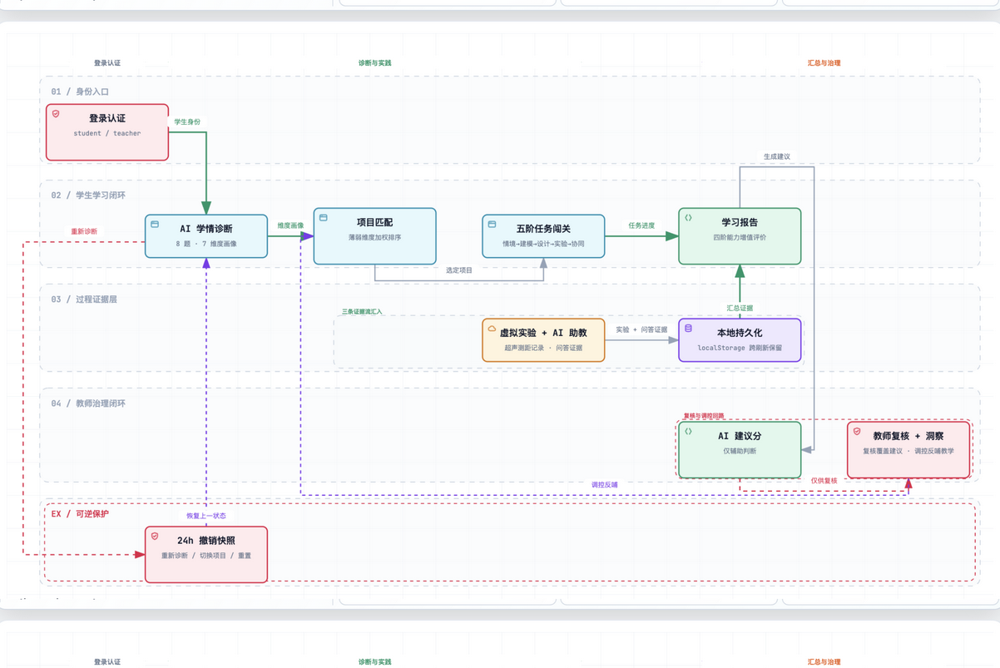 登录认证
诊断与实践
汇总与治理
01 / 身份入口
登录认证
student / teacher
学生身份
生成建议
02 / 学生学习闭环
重新诊断
AI 学情诊断
8 题 · 7 维度画像
维度画像
项目匹配
薄弱维度加权排序
选定项目
五阶任务闯关
情境→建模→设计→实验→协同
任务进度
学习报告
四阶能力增值评价
03 / 过程证据层
三条证据流汇入
汇总证据
虚拟实验 + AI 助教
超声测距记录 · 问答证据
实验 + 问答证据
本地持久化
localStorage 跨刷新保留
04 / 教师治理闭环
复核与调控回路
AI 建议分
仅辅助判断
教师复核 + 洞察
复核覆盖建议 · 调控反哺教学
仅供复核
调控反哺
EX / 可逆保护
恢复上一状态
24h 撤销快照
重新诊断 / 切换项目 / 重置
登录认证
诊断与实践
汇总与治理